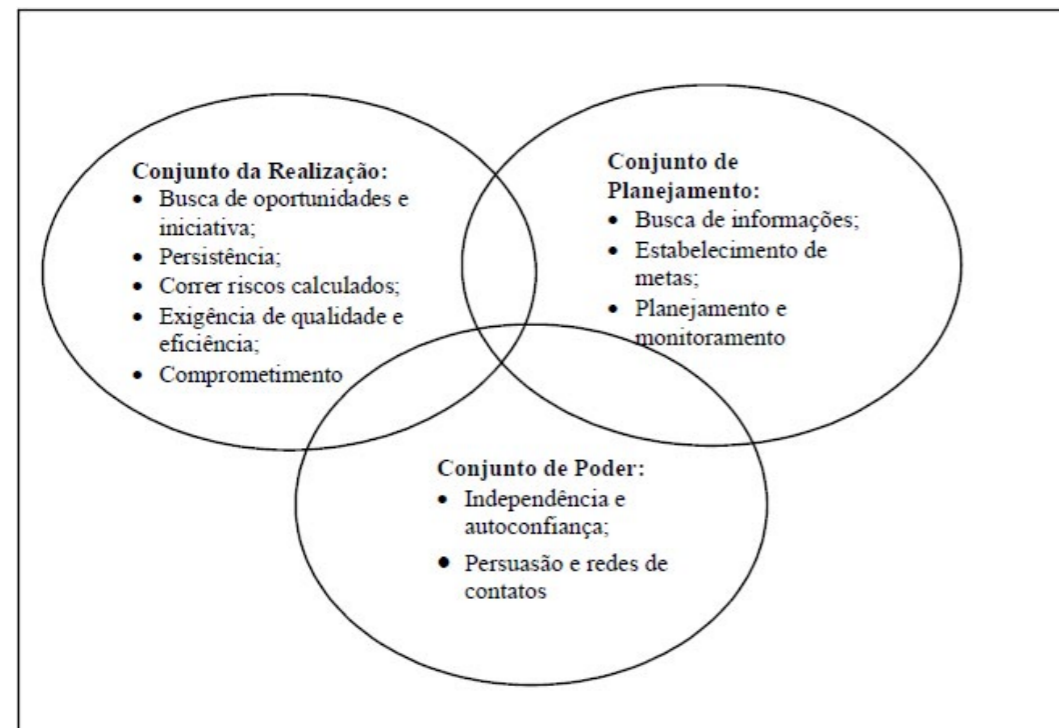 Conjunto da Realização:
• Busca de oportunidades e
iniciativa;
• Persistência;
• Correr riscos calculados;
• Exigência de qualidade e
eficiência;
• Comprometimento
Conjunto de
Planejamento:
• Busca de informações;
• Estabelecimento de
metas;
• Planejamento e
monitoramento
Conjunto de Poder:
• Independência e
autoconfiança;
• Persuasão e redes de
contatos